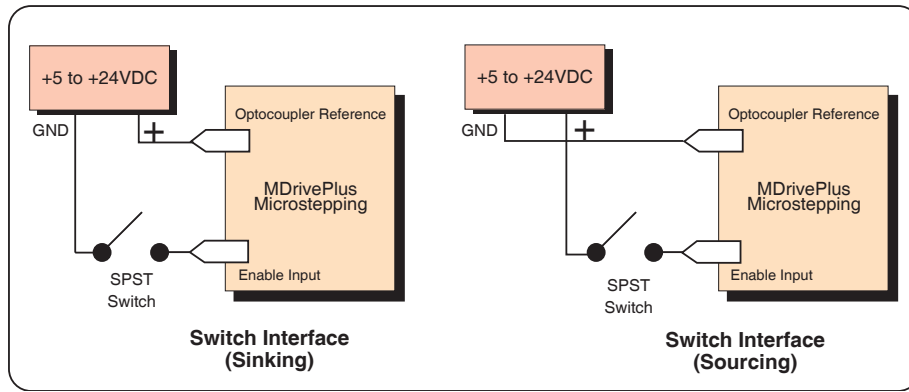 +5 to +24VDC
GND
+
Optocoupler Reference
MDrivePlus
Microstepping
SPST
Switch
Enable Input
Switch Interface
(Sinking)
+5 to +24VDC
GND
+
Optocoupler Reference
MDrivePlus
Microstepping
SPST
Switch
Enable Input
Switch Interface
(Sourcing)